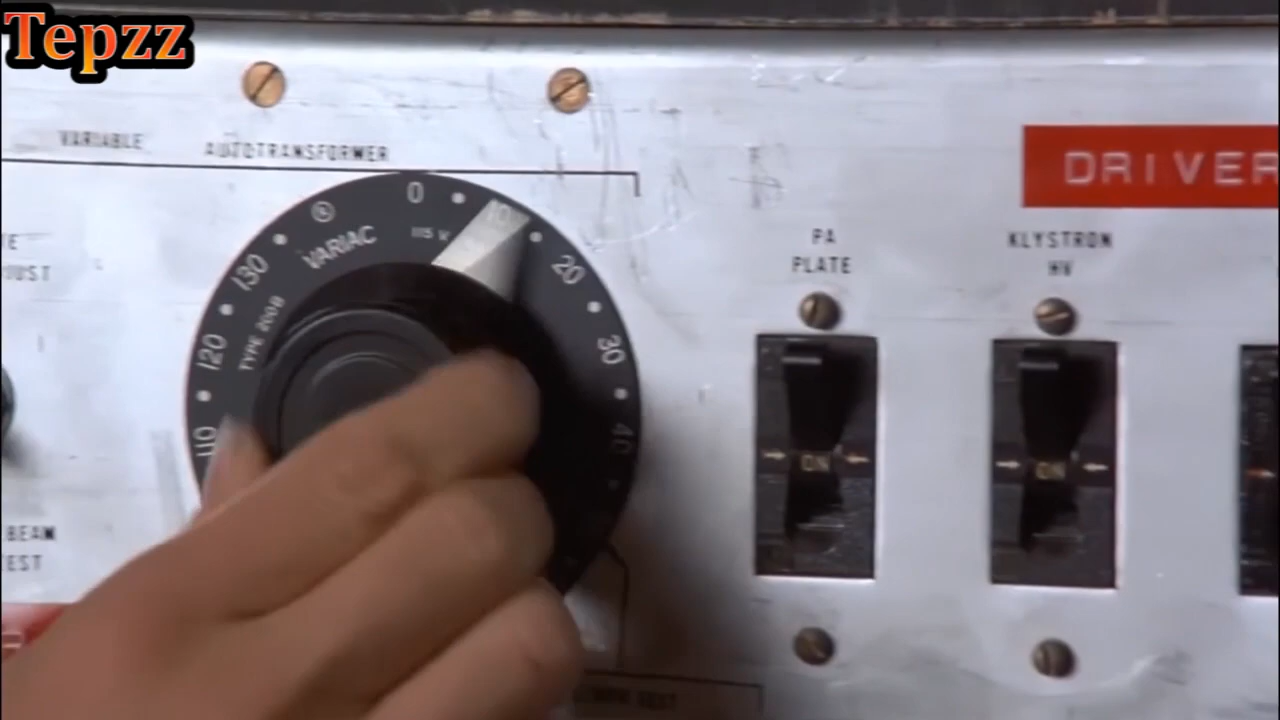 Tepzz
VARIABLE AUTOTRANSFORMER
DRIVER
0
10
20
30
40
110
120
130
® VARIAC
115 V
TYPE 200B
PA
PLATE
KLYSTRON
HV
ON
ON
BEAM